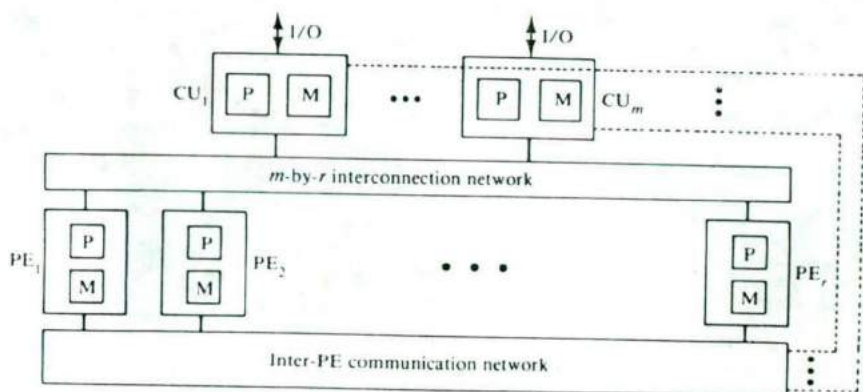 I/O I/O
CU₁ P M ••• P M CUₘ
m-by-r interconnection network
PE₁ P M P M PE₂ • • • P M PEᵣ
Inter-PE communication network